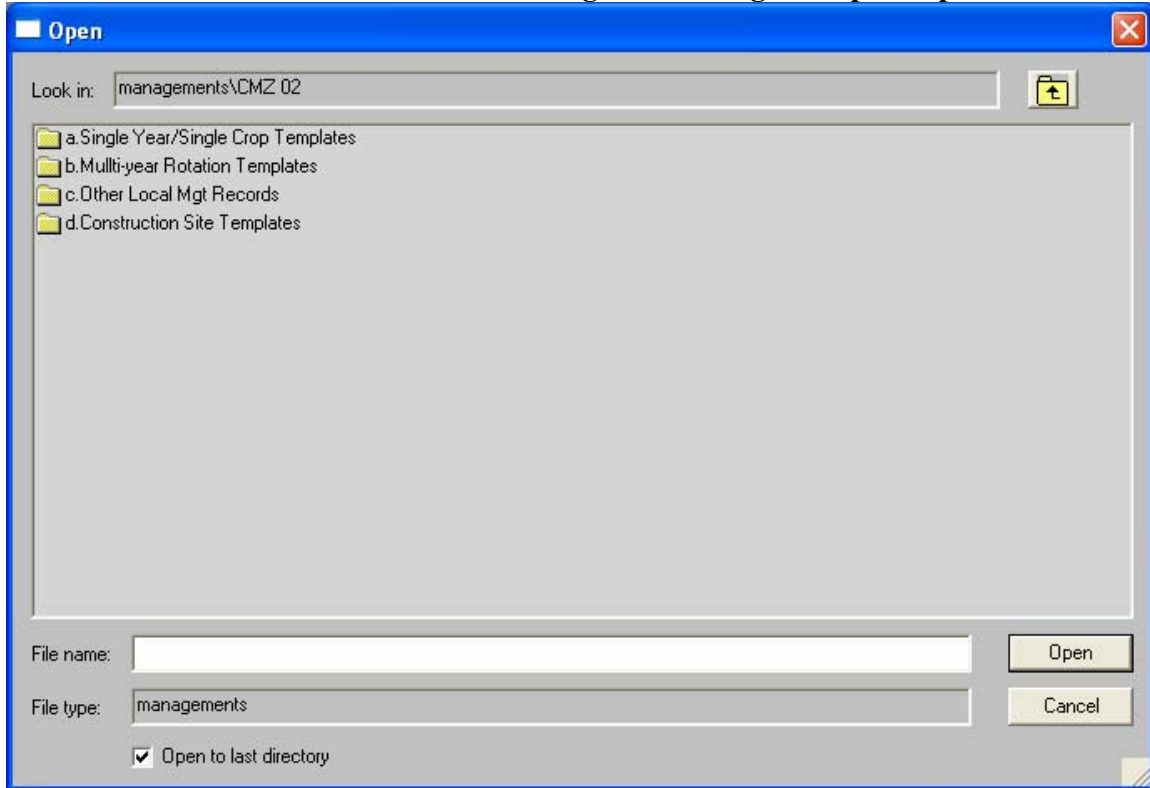 Open
Look in: managements\CMZ 02
a.Single Year/Single Crop Templates
b.Mullti-year Rotation Templates
c.Other Local Mgt Records
d.Construction Site Templates
File name:
Open
File type: managements
Cancel
Open to last directory